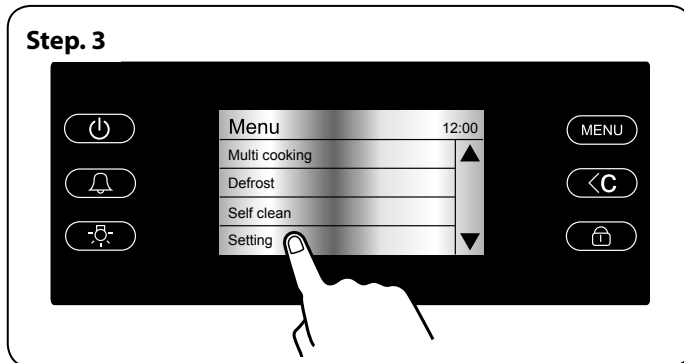 Step. 3
Menu 12:00
Multi cooking
Defrost
Self clean
Setting
MENU
<C